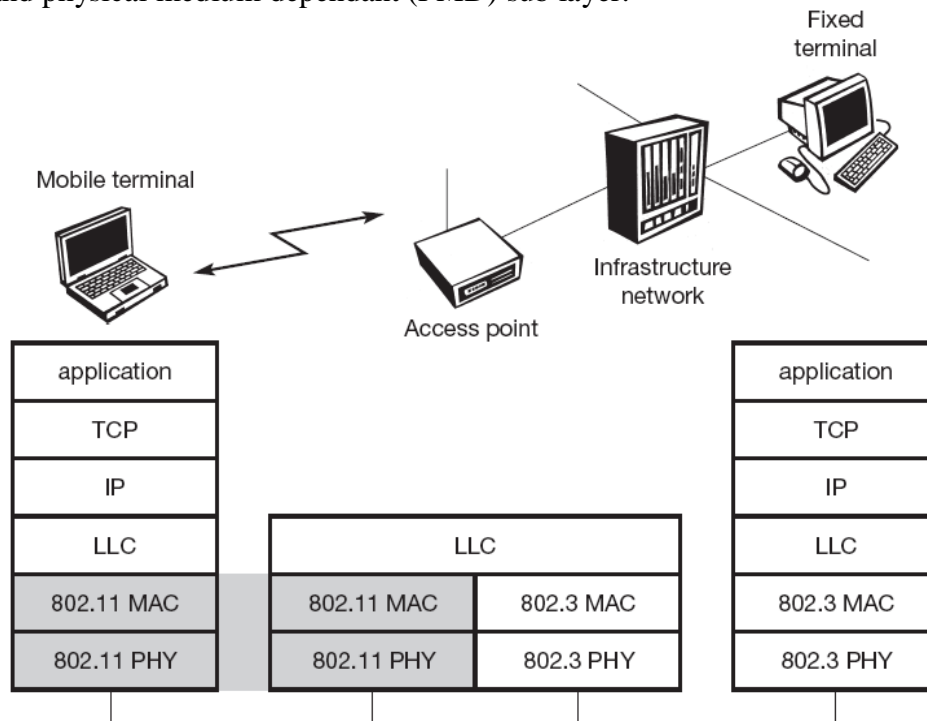 and physical medium dependant (PMD) sub layer.
Fixed
terminal
Mobile terminal
Infrastructure
network
Access point
application
TCP
IP
LLC
802.11 MAC
802.11 PHY
LLC
802.11 MAC
802.3 MAC
802.11 PHY
802.3 PHY
application
TCP
IP
LLC
802.3 MAC
802.3 PHY